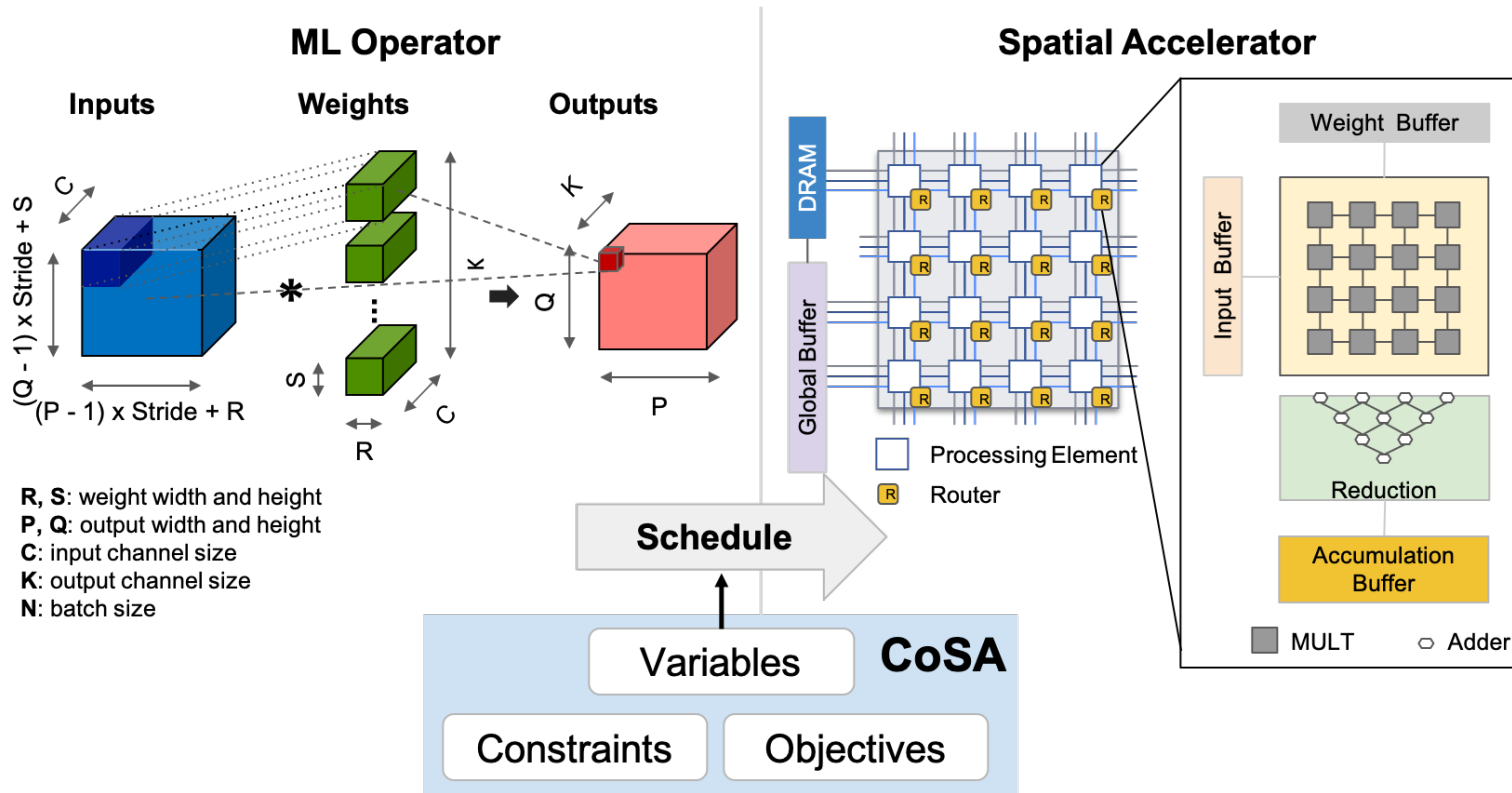 ML Operator
Spatial Accelerator
Inputs
Weights
Outputs
C
(Q - 1) x Stride + S
(P - 1) x Stride + R
*
...
K
S
R
C
K
Q
P
R, S: weight width and height
P, Q: output width and height
C: input channel size
K: output channel size
N: batch size
DRAM
Global Buffer
R R R R
R R R R
R R R R
R R R R
Processing Element
R Router
Weight Buffer
Input Buffer
Reduction
Accumulation
Buffer
MULT
Adder
Schedule
Variables
CoSA
Constraints
Objectives